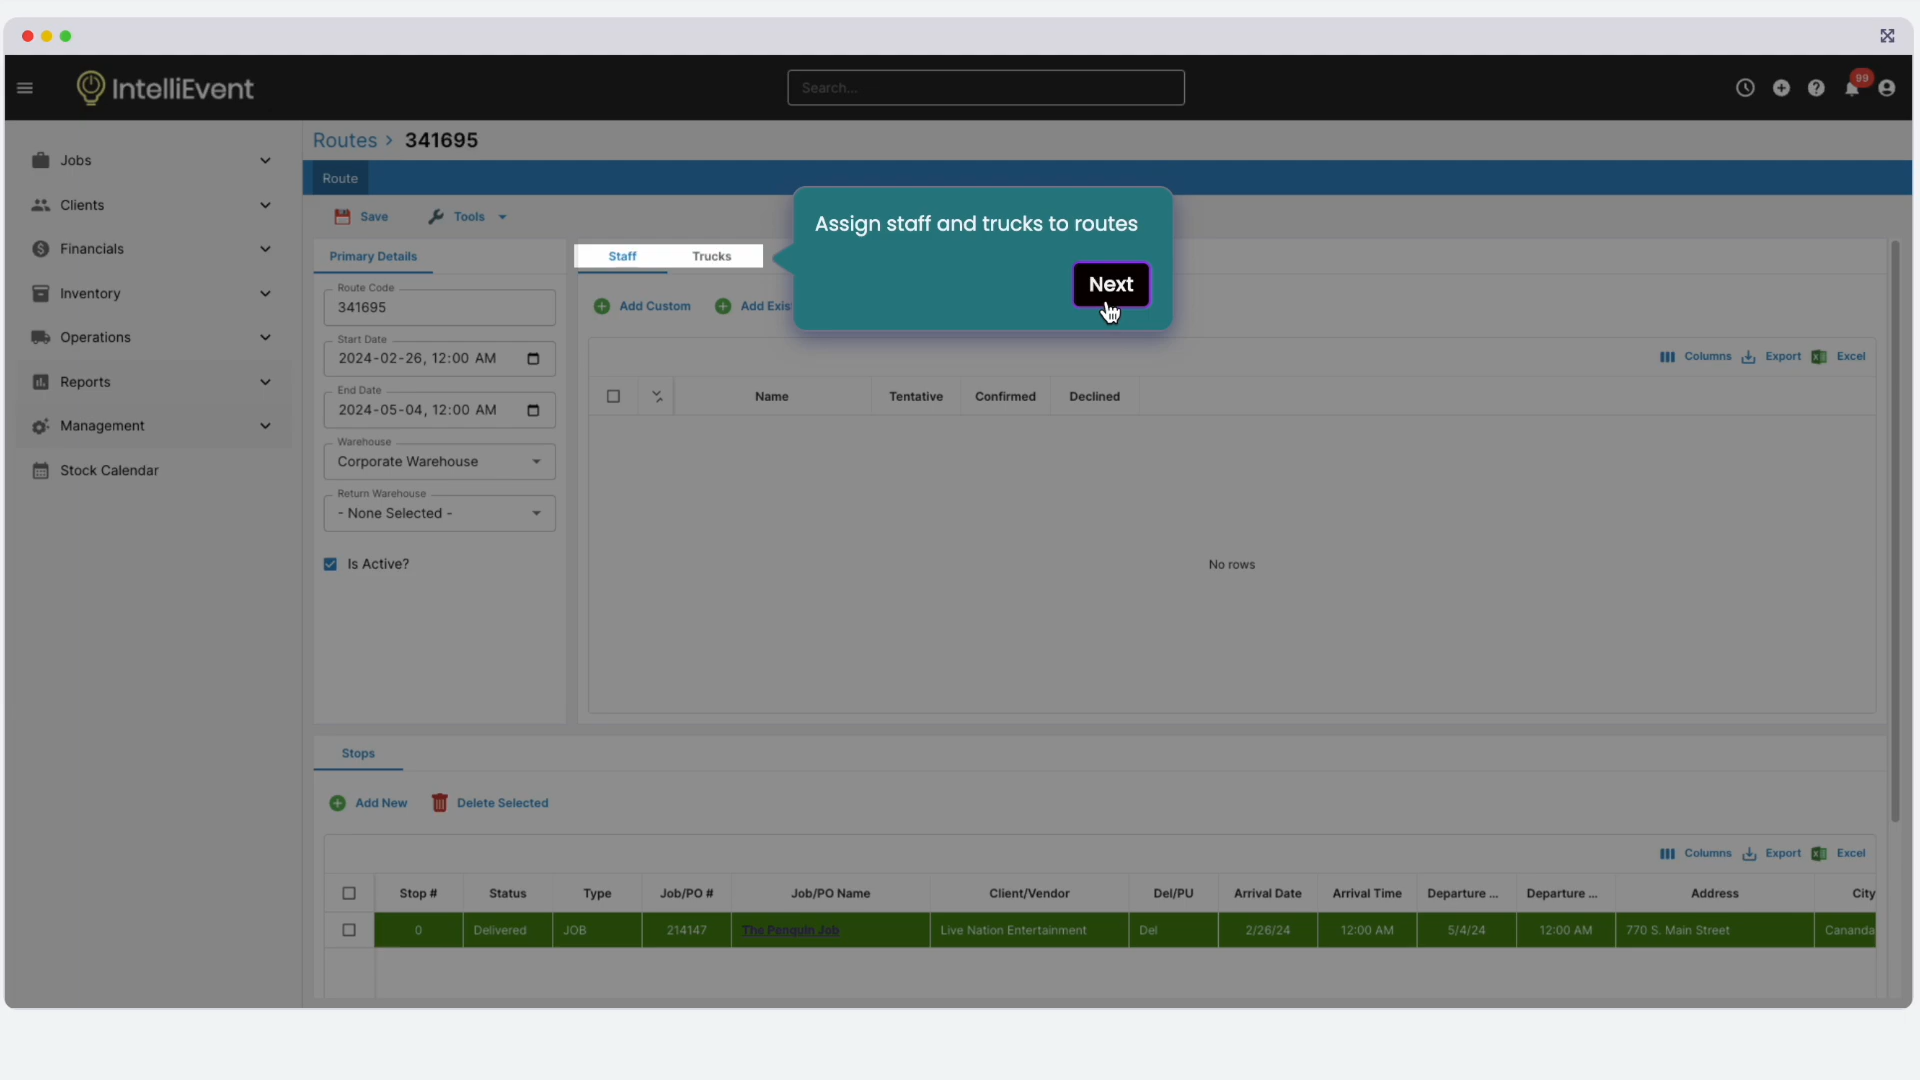 IntelliEvent
Search...
99
Jobs
Clients
Financials
Inventory
Operations
Reports
Management
Stock Calendar
Routes > 341695
Route
Save
Tools
Primary Details
Route Code
341695
Start Date
2024-02-26, 12:00 AM
End Date
2024-05-04, 12:00 AM
Warehouse
Corporate Warehouse
Return Warehouse
- None Selected -
Is Active?
Staff Trucks
Assign staff and trucks to routes
Next
Add Custom Add Exis
Columns Export Excel
Name Tentative Confirmed Declined
No rows
Stops
Add New Delete Selected
Columns Export Excel
Stop # Status Type Job/PO # Job/PO Name Client/Vendor Del/PU Arrival Date Arrival Time Departure ... Departure ... Address City
0 Delivered JOB 214147 The Penguin Job Live Nation Entertainment Del 2/26/24 12:00 AM 5/4/24 12:00 AM 770 S. Main Street Cananda